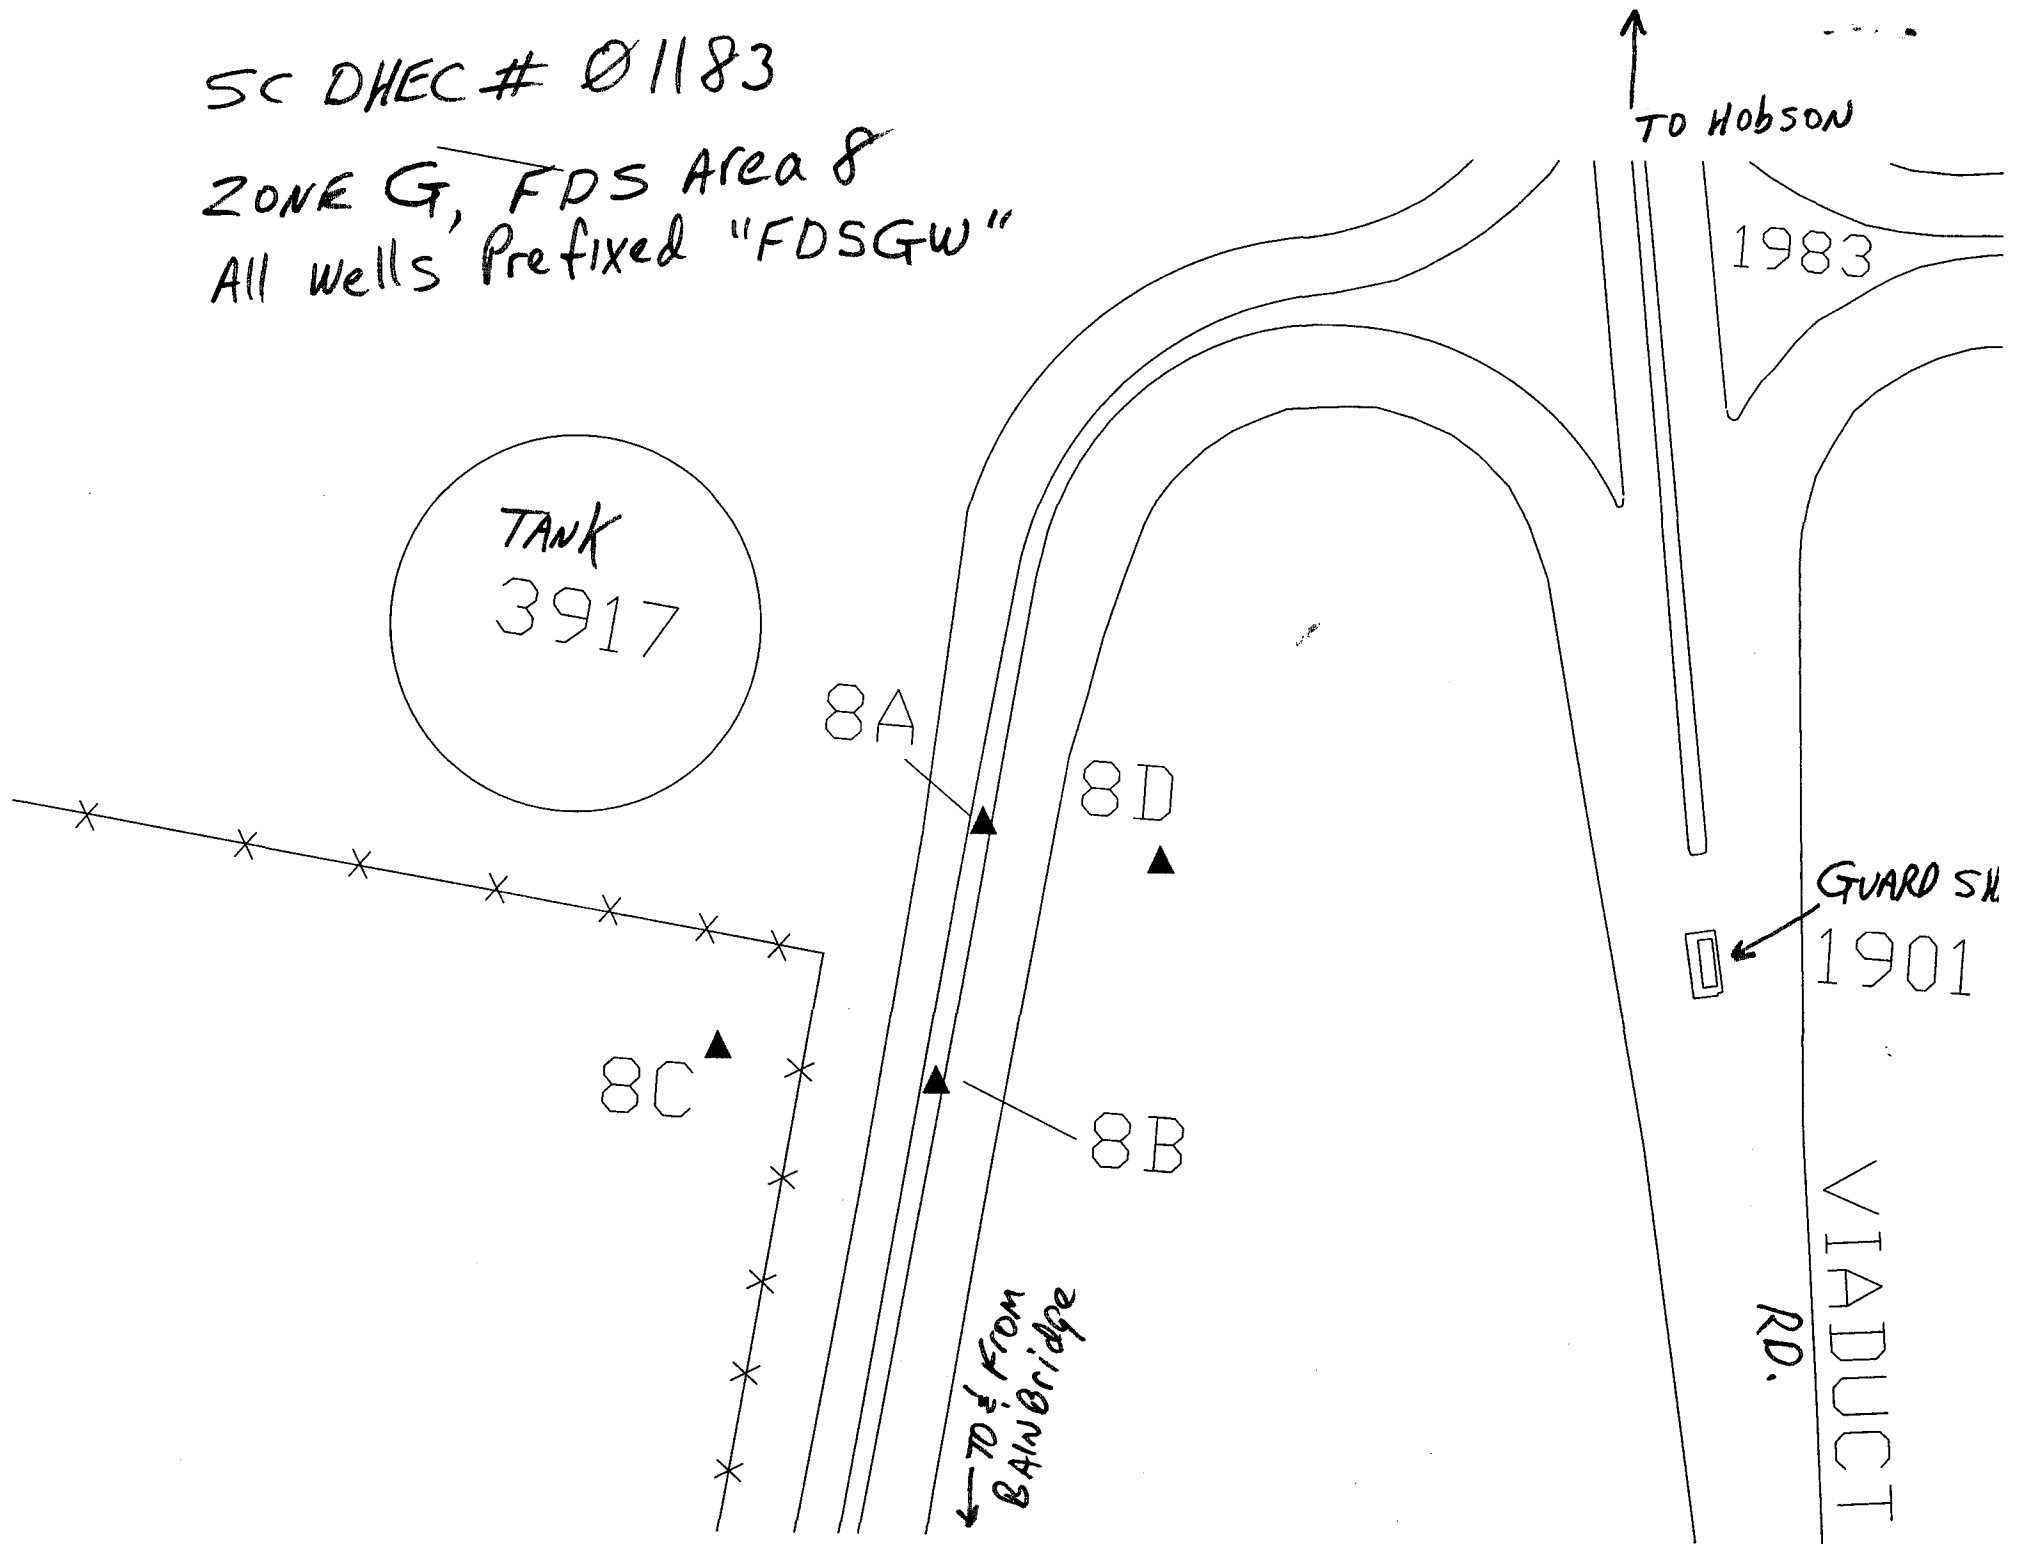 SC DHEC # Ø1183
ZONE G, FDS Area 8
All wells Prefixed "FDSGW"
TO HObSON
1983
TANK
3917
8A
8D
GUARD SH
1901
8C
8B
VIADUCT
RD.
TO & FROM
BAINBridge